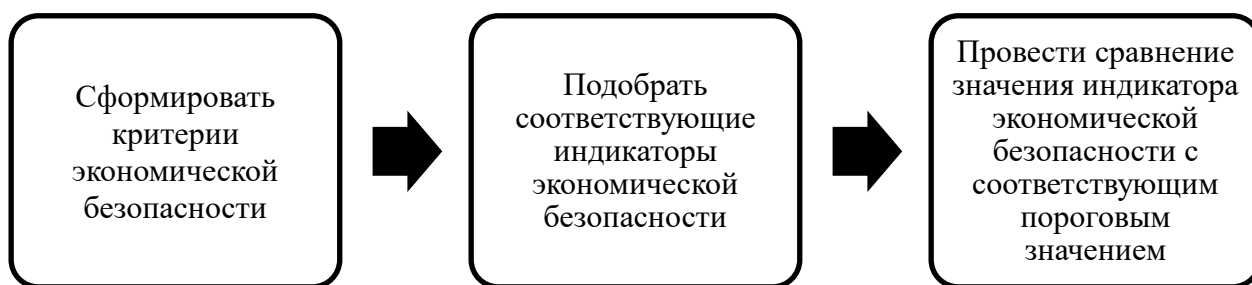 Сформировать
критерии
экономической
безопасности
Подобрать
соответствующие
индикаторы
экономической
безопасности
Провести сравнение
значения индикатора
экономической
безопасности с
соответствующим
пороговым
значением